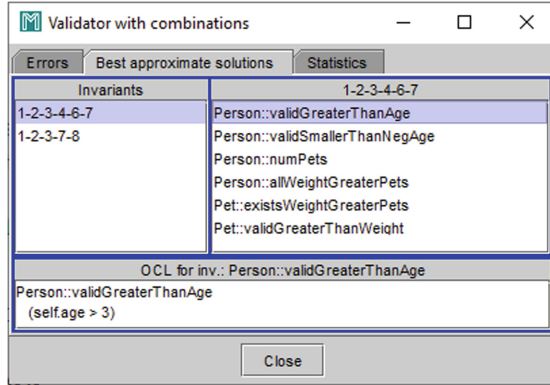 Validator with combinations
Errors Best approximate solutions Statistics
Invariants 1-2-3-4-6-7
1-2-3-4-6-7 Person::validGreaterThanAge
1-2-3-7-8 Person::validSmallerThanNegAge
Person::numPets
Person::allWeightGreaterPets
Pet::existsWeightGreaterPets
Pet::validGreaterThanWeight
OCL for inv.: Person::validGreaterThanAge
Person::validGreaterThanAge
(self.age > 3)
Close